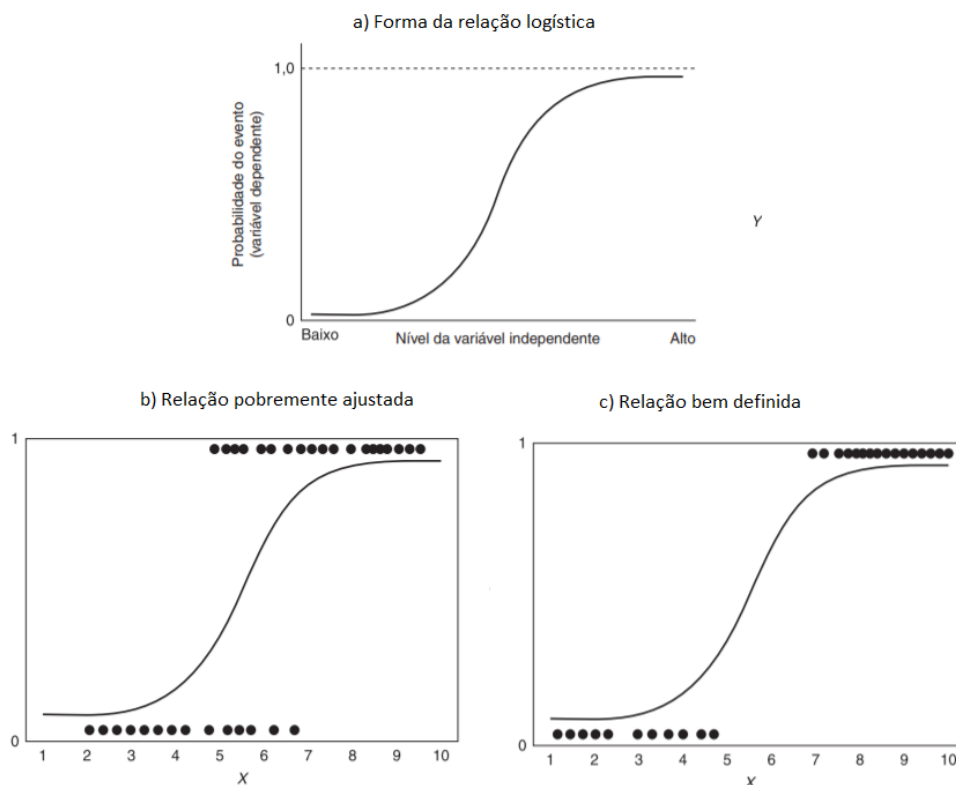 a) Forma da relação logística
1,0
Probabilidade do evento
(variável dependente)
Y
0
Baixo Nível da variável independente Alto
b) Relação pobremente ajustada
1
0
1 2 3 4 5 6 7 8 9 10
X
c) Relação bem definida
1
0
1 2 3 4 5 6 7 8 9 10
X